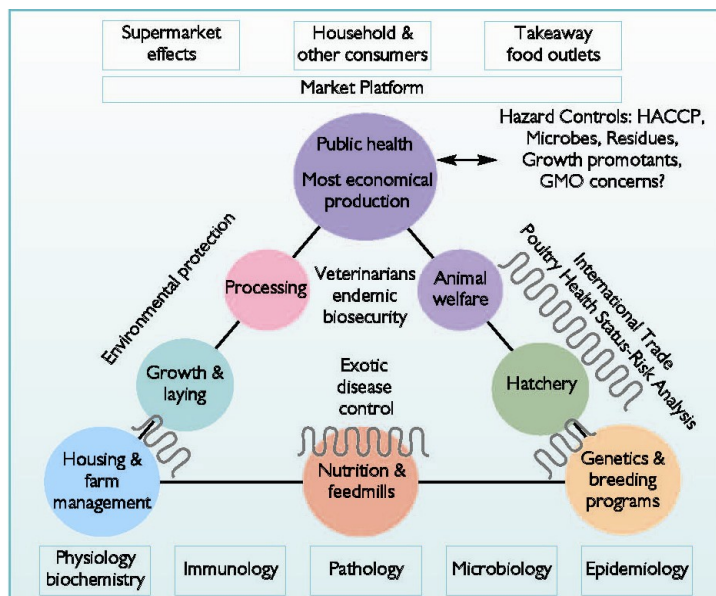 Supermarket
effects
Household &
other consumers
Takeaway
food outlets
Market Platform
Hazard Controls: HACCP,
Microbes, Residues,
Growth promotants,
GMO concerns?
Public health
Most economical
production
Environmental protection
Processing
Veterinarians
endemic
biosecurity
Animal
welfare
International Trade
Poultry Health Status-Risk Analysis
Growth &
laying
Exotic
disease
control
Hatchery
Housing &
farm
management
Nutrition &
feedmills
Genetics &
breeding
programs
Physiology
biochemistry
Immunology
Pathology
Microbiology
Epidemiology